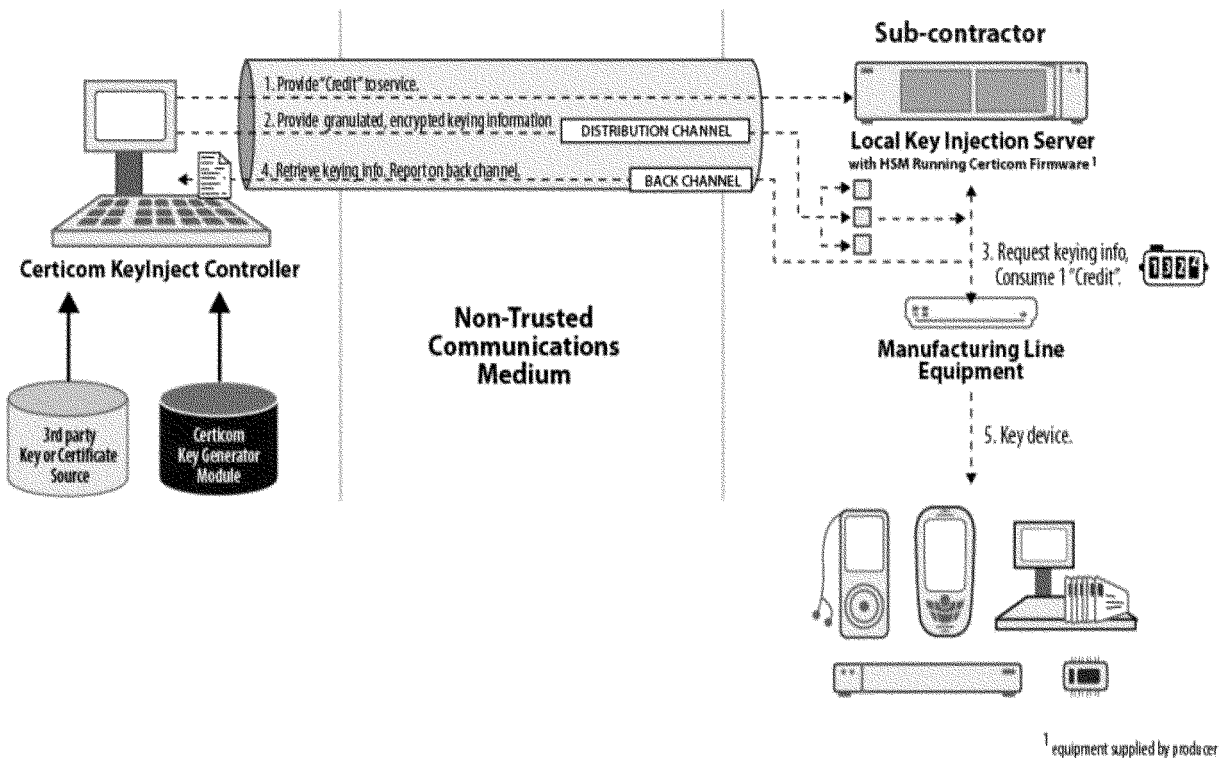 Sub-contractor
1. Provide "Credit" to service.
2. Provide granulated, encrypted keying information
DISTRIBUTION CHANNEL
4. Retrieve keying info. Report on back channel.
BACK CHANNEL
Local Key Injection Server
with HSM Running Certicom Firmware 1
Certicom KeyInject Controller
3. Request keying info,
Consume 1 "Credit".
1324
Non-Trusted
Communications
Medium
Manufacturing Line
Equipment
3rd party
Key or Certificate
Source
Certicom
Key Generator
Module
5. Key device.
1 equipment supplied by producer